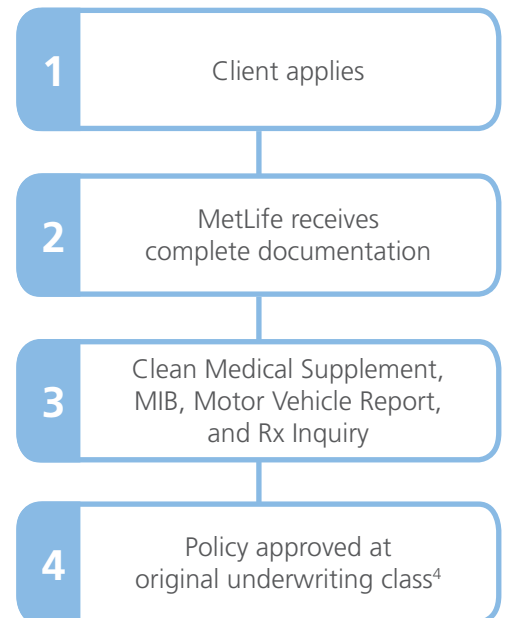 1
Client applies
2
MetLife receives
complete documentation
3
Clean Medical Supplement,
MIB, Motor Vehicle Report,
and Rx Inquiry
4
Policy approved at
original underwriting class⁴